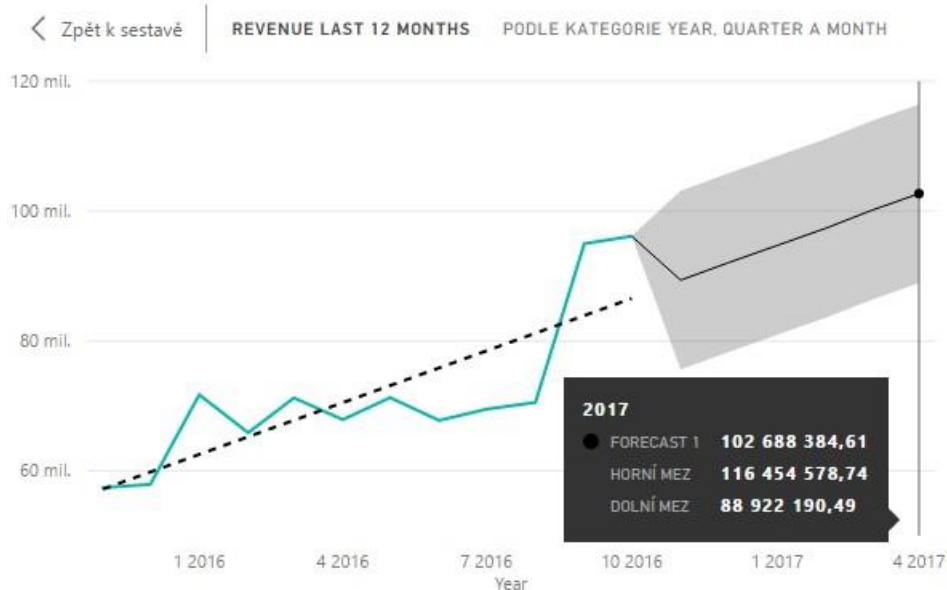 Zpět k sestavě
REVENUE LAST 12 MONTHS PODLE KATEGORIE YEAR, QUARTER A MONTH
120 mil.
100 mil.
80 mil.
60 mil.
2017
FORECAST 1 102 688 384,61
HORNÍ MEZ 116 454 578,74
DOLNÍ MEZ 88 922 190,49
1 2016 4 2016 7 2016 10 2016 1 2017 4 2017
Year